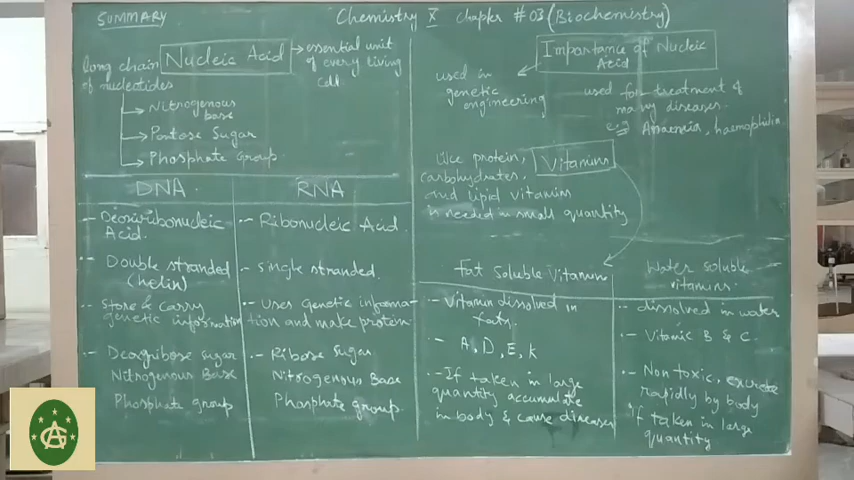 SUMMARY
Chemistry X chapter #03 (Biochemistry)
Nucleic Acid
essential unit
of every living
cell
long chain
of nucleotides
Nitrogenous
base
Pentose Sugar
Phosphate group
DNA
RNA
Deoxyribonucleic
Acid.
Ribonucleic Acid.
Double stranded
(helix)
single stranded.
Store & carry
genetic information
Uses genetic informa-
tion and make protein.
Deoxyribose sugar
Nitrogenous Base
Phosphate group
Ribose Sugar
Nitrogenous Base
Phosphate group.
Importance of Nucleic
Acid
used in
genetic
engineering
used for treatment of
many diseases.
e.g Anaemia, haemophilia
Vitamins
Like protein,
carbohydrates,
and lipid vitamins
is needed in small quantity
Fat Soluble Vitamins
Water soluble
vitamins.
Vitamin dissolved in
fats.
A, D, E, K
If taken in large
quantity accumulate
in body & cause diseases
dissolved in water
Vitamic B & C.
Non toxic, excrete
rapidly by body
If taken in large
quantity
AG